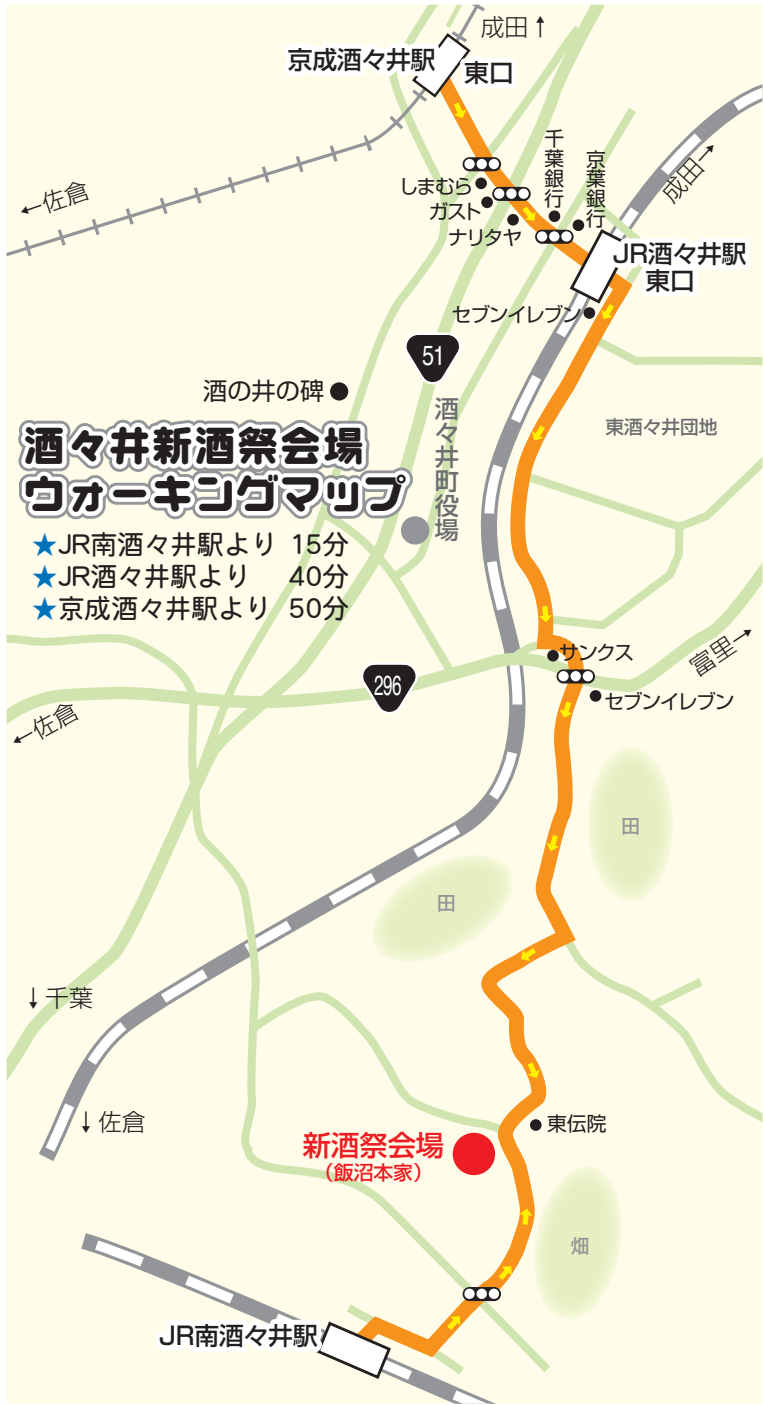 成田↑
京成酒々井駅
東口
←佐倉
千葉銀行
京葉銀行
成田→
しまむら
ガスト
ナリタヤ
JR酒々井駅
東口
セブンイレブン
51
酒の井の碑
酒々井町役場
東酒々井団地
酒々井新酒祭会場
ウォーキングマップ
★JR南酒々井駅より 15分
★JR酒々井駅より 40分
★京成酒々井駅より 50分
サンクス
富里→
296
セブンイレブン
←佐倉
田
田
↓千葉
↓佐倉
東伝院
新酒祭会場
（飯沼本家）
畑
JR南酒々井駅